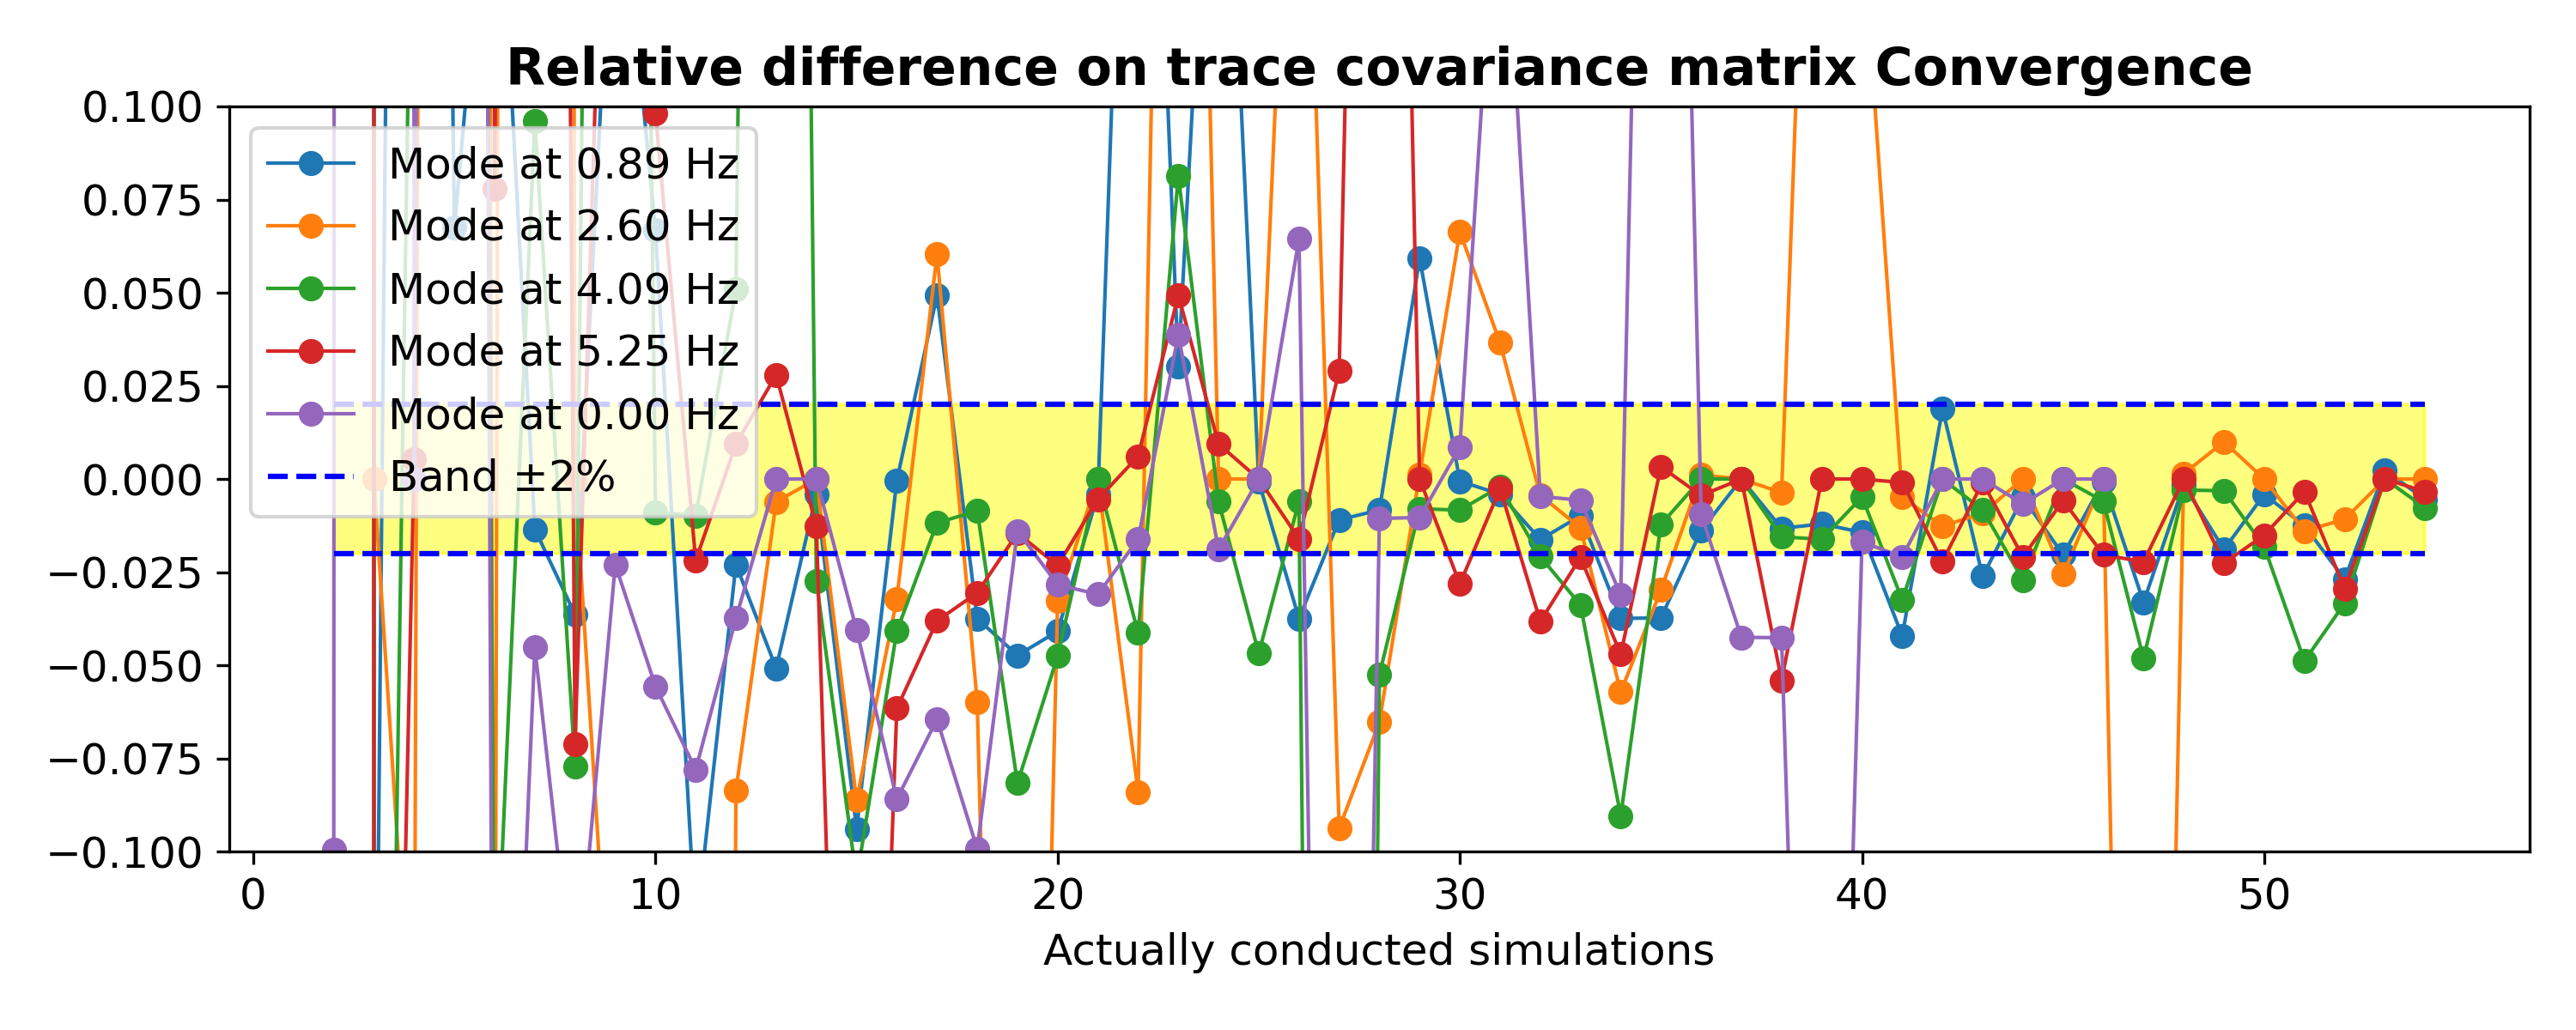 Relative difference on trace covariance matrix Convergence
0.100
0.075
0.050
0.025
0.000
−0.025
−0.050
−0.075
−0.100
Mode at 0.89 Hz
Mode at 2.60 Hz
Mode at 4.09 Hz
Mode at 5.25 Hz
Mode at 0.00 Hz
Band ±2%
0 10 20 30 40 50
Actually conducted simulations